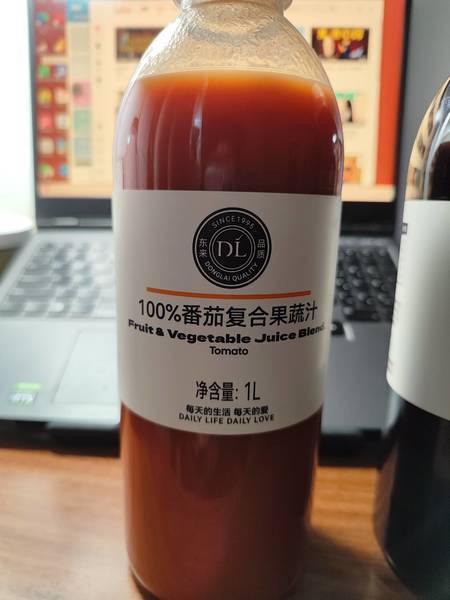 SINCE1995
东来
DL
品质
DONGLAI QUALITY
100%番茄复合果蔬汁
Fruit & Vegetable Juice Blend
Tomato
净含量: 1L
每天的生活 每天的爱
DAILY LIFE DAILY LOVE